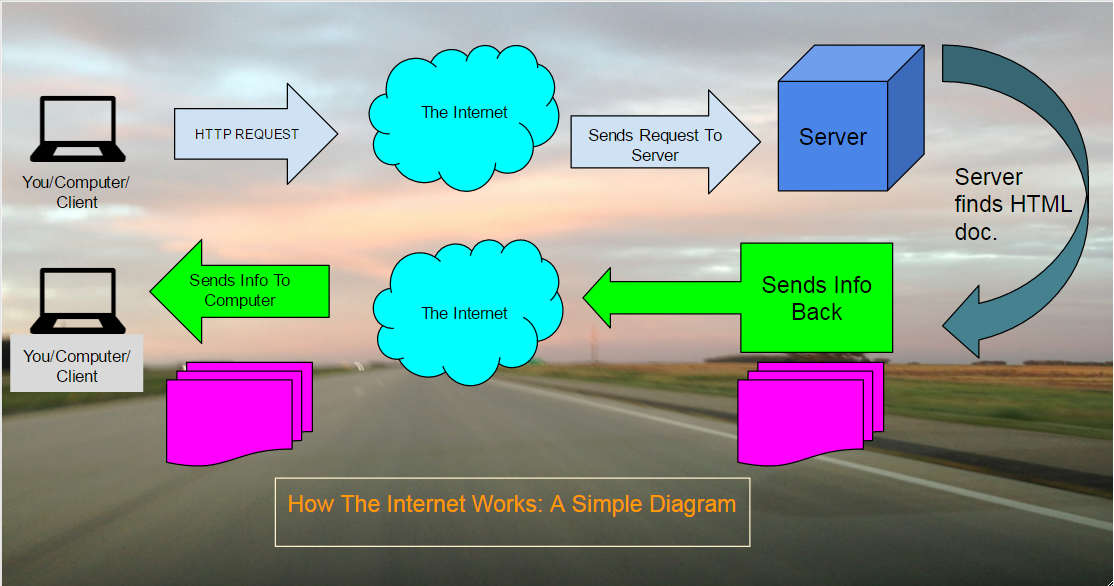 The Internet
HTTP REQUEST
Sends Request To
Server
Server
You/Computer/
Client
Server
finds HTML
doc.
Sends Info To
Computer
The Internet
Sends Info
Back
You/Computer/
Client
How The Internet Works: A Simple Diagram